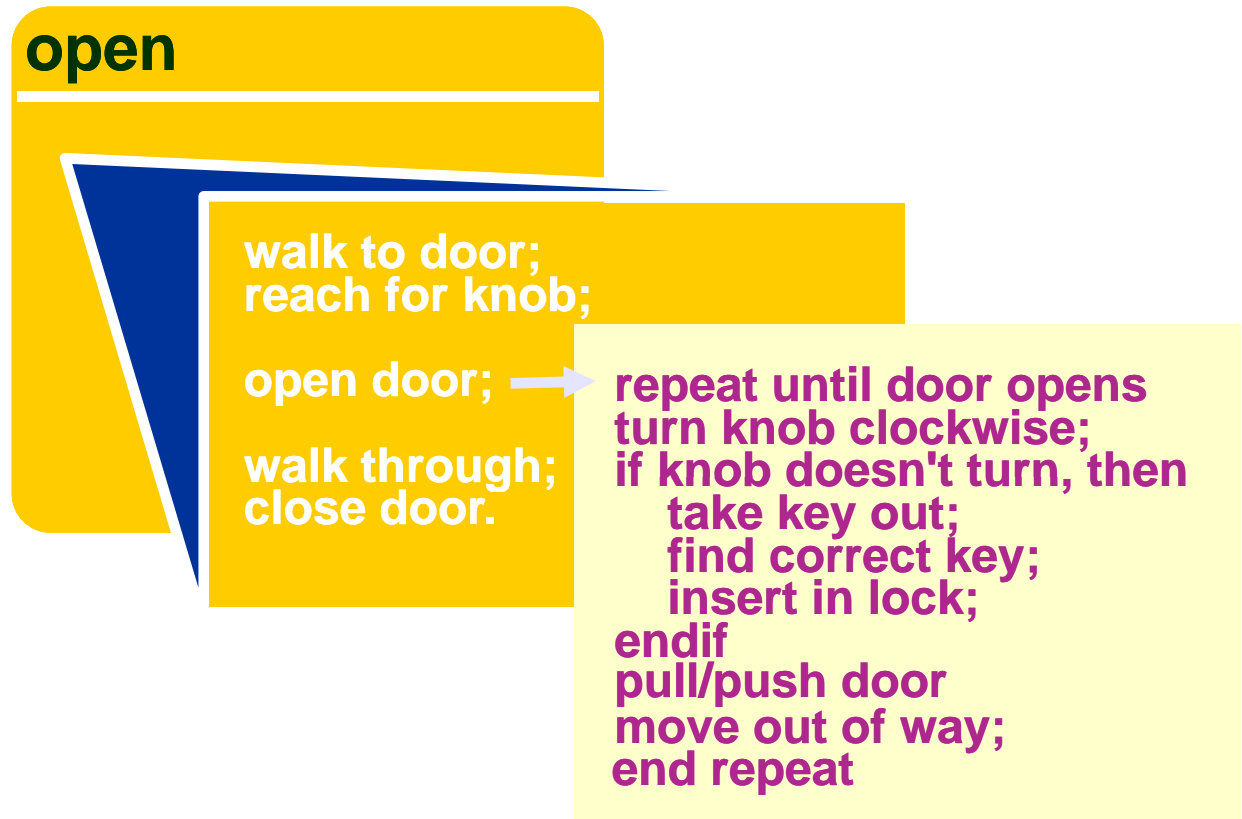 open
walk to door;
reach for knob;
open door;
walk through;
close door.
repeat until door opens
turn knob clockwise;
if knob doesn't turn, then
take key out;
find correct key;
insert in lock;
endif
pull/push door
move out of way;
end repeat